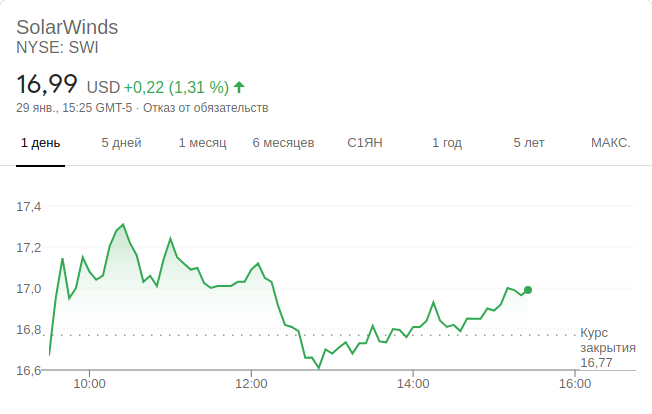 SolarWinds
NYSE: SWI
16,99 USD +0,22 (1,31 %)
29 янв., 15:25 GMT-5 · Отказ от обязательств
1 день 5 дней 1 месяц 6 месяцев С1ЯН 1 год 5 лет МАКС.
17,4
17,2
17,0
16,8
16,6
Курс
закрытия
16,77
10:00 12:00 14:00 16:00